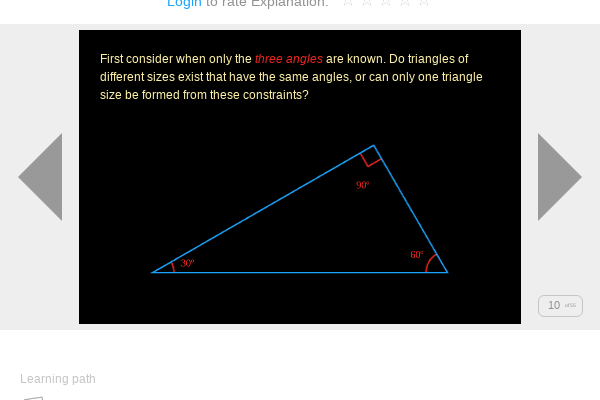 Login to rate Explanation:
First consider when only the three angles are known. Do triangles of
different sizes exist that have the same angles, or can only one triangle
size be formed from these constraints?
90°
60°
30°
10
Learning path